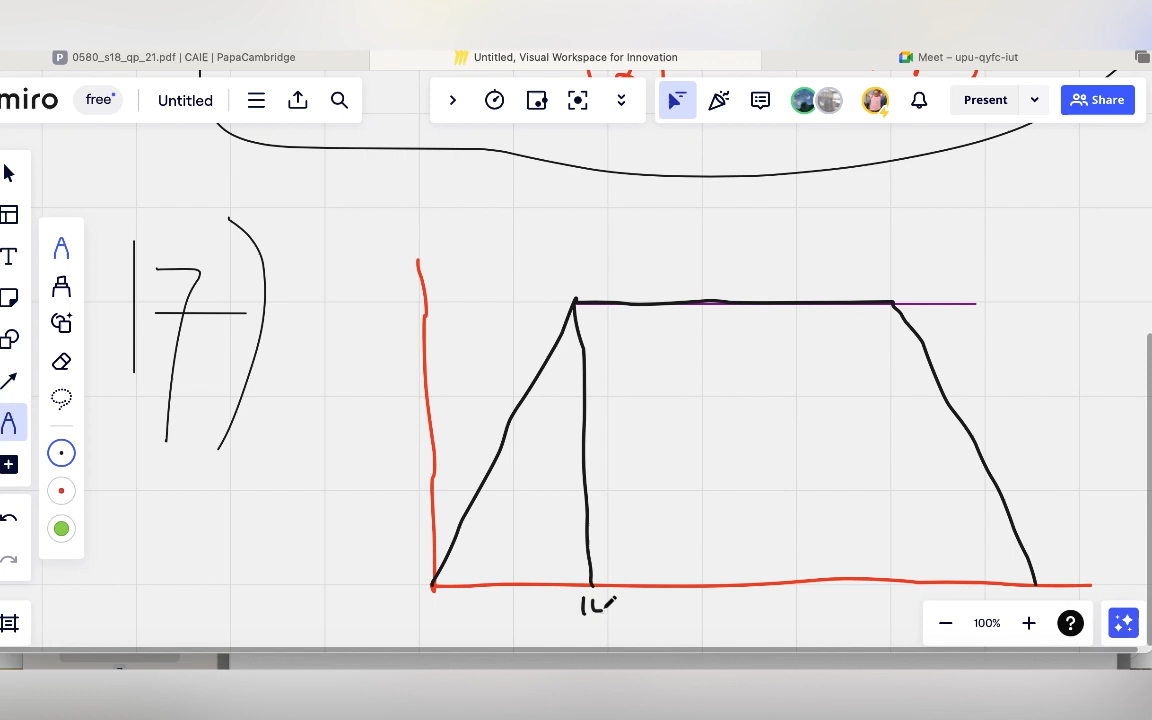 0580_s18_qp_21.pdf | CAIE | PapaCambridge
Untitled, Visual Workspace for Innovation
Meet – upu-qyfc-iut
miro
free
Untitled
Present
Share
17)
100%